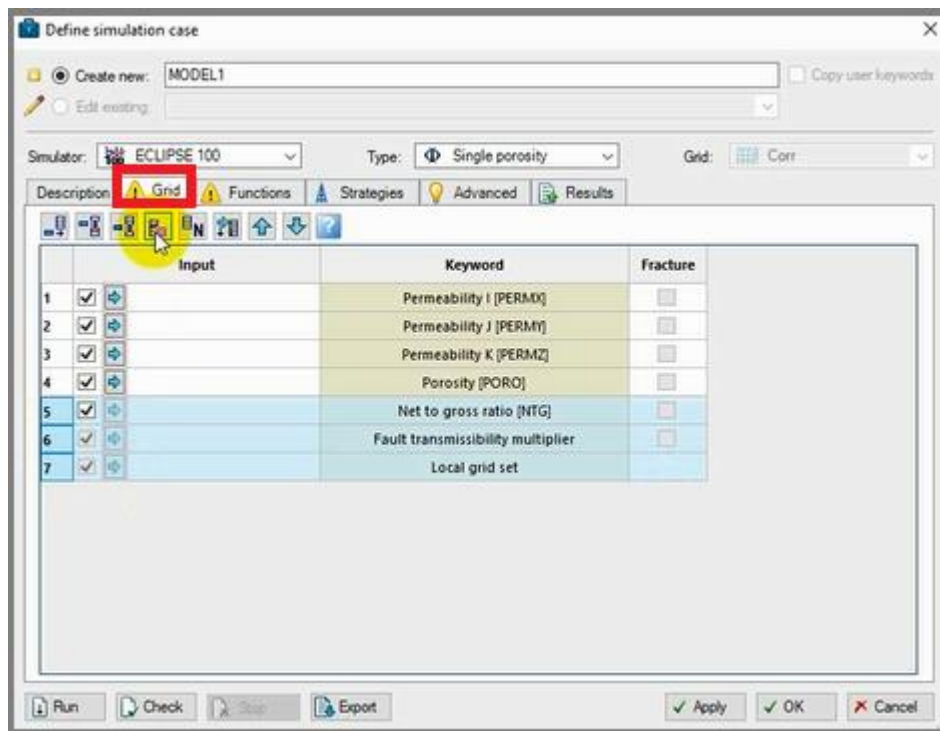 Define simulation case
Create new: MODEL1 Copy user keywords
Edit existing:
Simulator: ECLIPSE 100 Type: Φ Single porosity Grid: Corr
Description Grid Functions Strategies Advanced Results
N ?
Input Keyword Fracture
1 Permeability I [PERMX]
2 Permeability J [PERMY]
3 Permeability K [PERMZ]
4 Porosity [PORO]
5 Net to gross ratio [NTG]
6 Fault transmissibility multiplier
7 Local grid set
Run Check Stop Export Apply OK Cancel